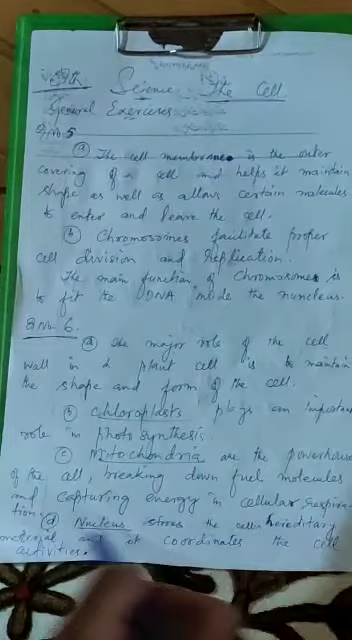 Science The Cell
General Exercises
Q.No.5
(a) The cell membrane is the outer
covering of a cell and helps it maintain
shape as well as allows certain molecules
to enter and leave the cell.
(b) Chromosomes facilitate proper
cell division and replication.
The main function of Chromosomes is
to fit the DNA inside the nucleus.
Q.No 6.
(a) The major role of the cell
wall in a plant cell is to maintain
the shape and form of the cell.
(b) Chloroplasts plays an important
role in photosynthesis
(c) Mitochondria are the powerhouse
of the all, breaking down fuel molecules
and capturing energy in cellular respira-
tion.
(d) Nucleus stores the cells hereditary
material and it coordinates the cell
activities.